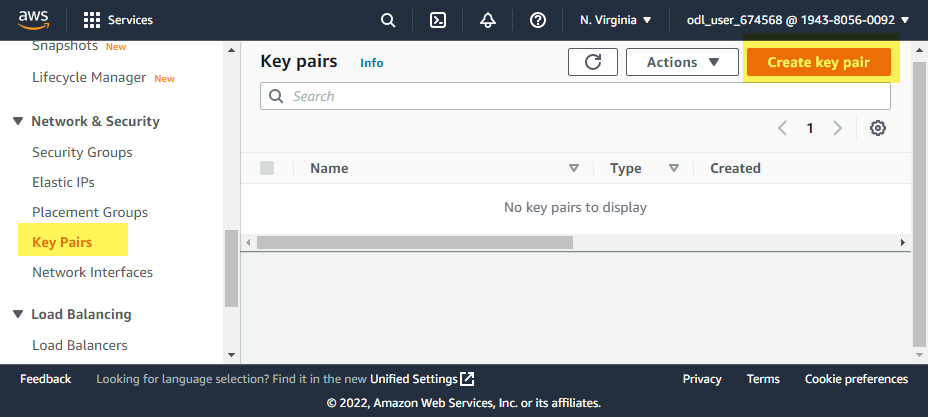 aws
Services
N. Virginia
odl_user_674568 @ 1943-8056-0092
Snapshots New
Lifecycle Manager New
Network & Security
Security Groups
Elastic IPs
Placement Groups
Key Pairs
Network Interfaces
Load Balancing
Load Balancers
Key pairs Info
Actions
Create key pair
Search
1
Name Type Created
No key pairs to display
Feedback Looking for language selection? Find it in the new Unified Settings Privacy Terms Cookie preferences
© 2022, Amazon Web Services, Inc. or its affiliates.